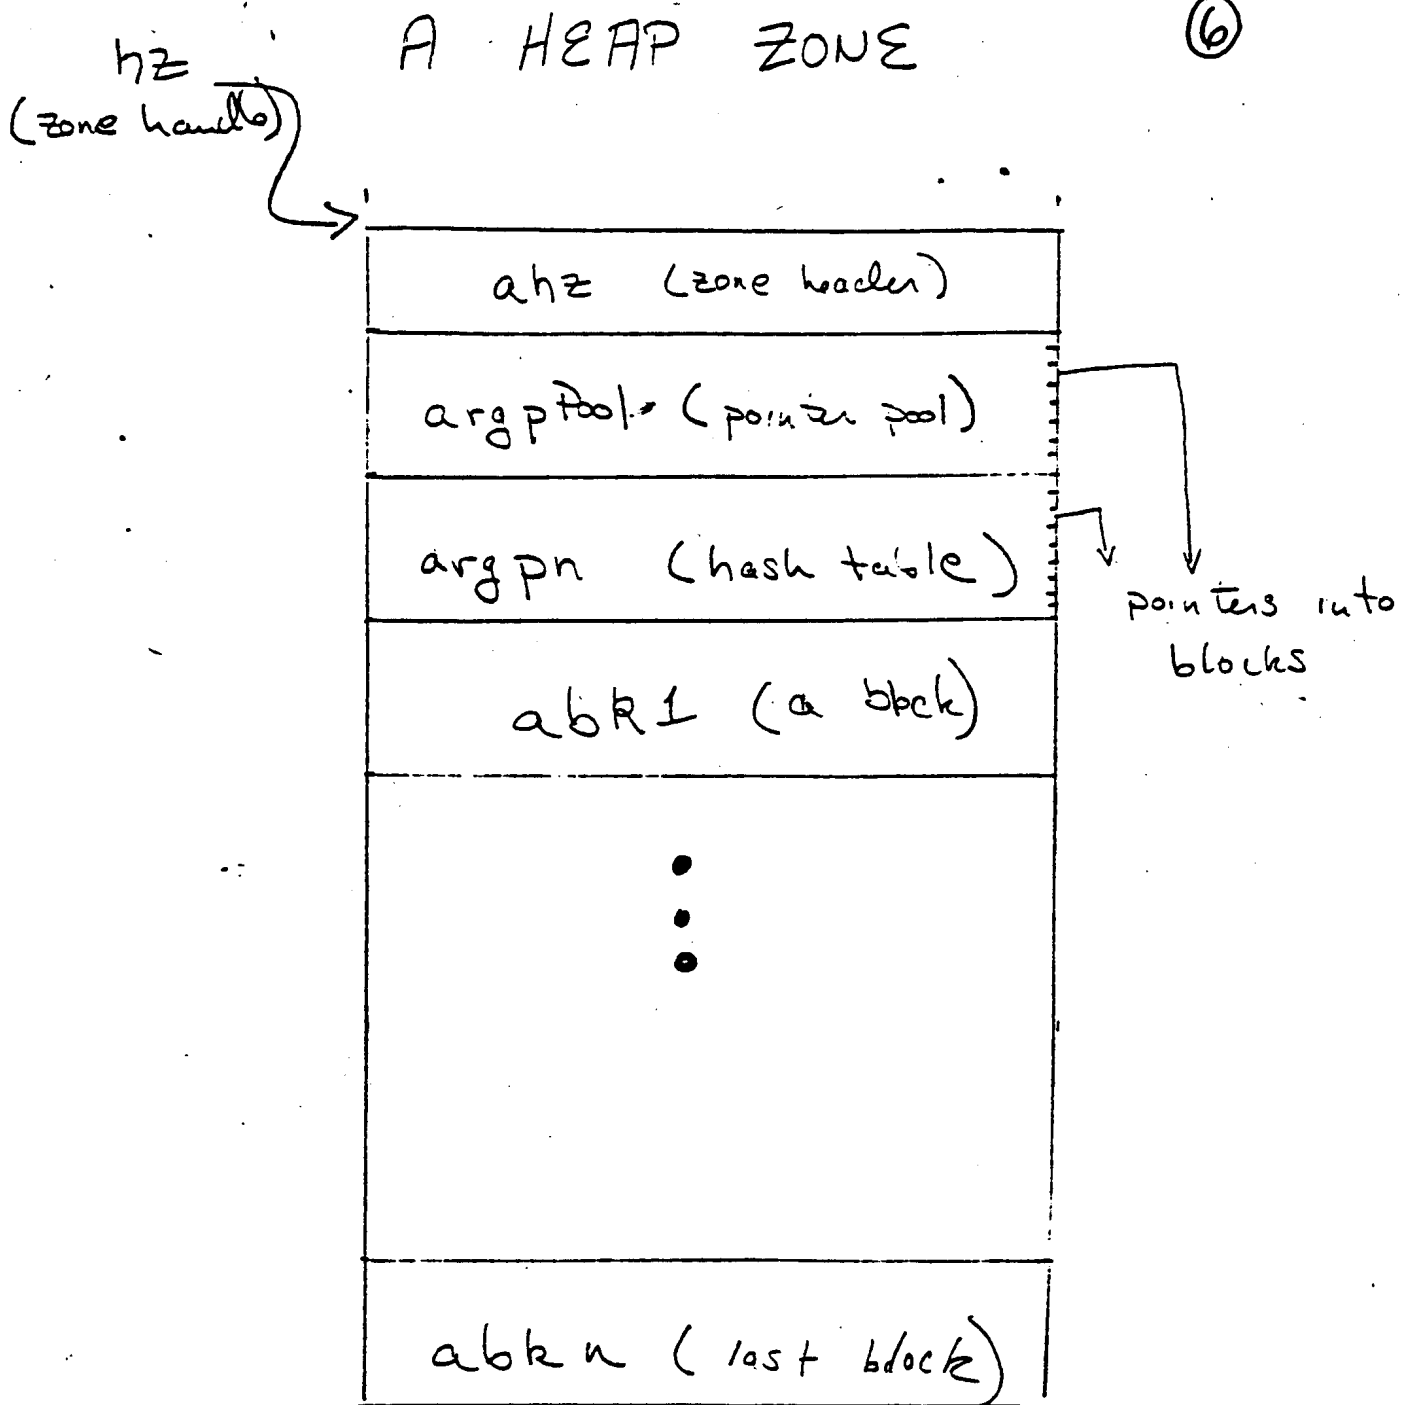 A HEAP ZONE
6
hz
(zone handle)
ahz (zone header)
argpPool (pointer pool)
argpn (hash table)
pointers into
blocks
abk1 (a block)
abkn (last block)